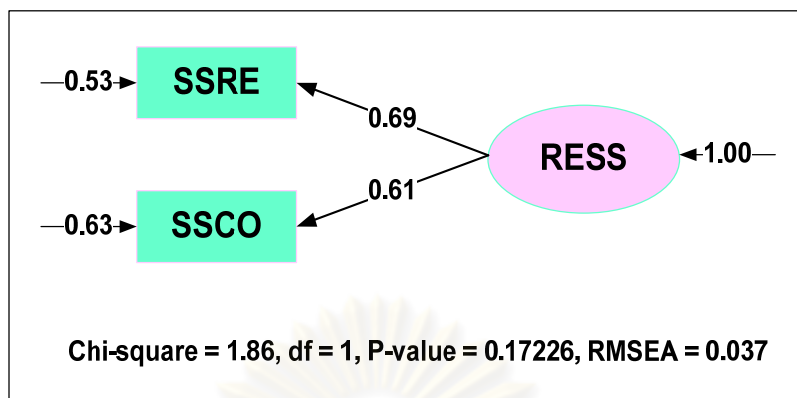 0.53
SSRE
0.69
RESS
1.00
0.61
0.63
SSCO
Chi-square = 1.86, df = 1, P-value = 0.17226, RMSEA = 0.037